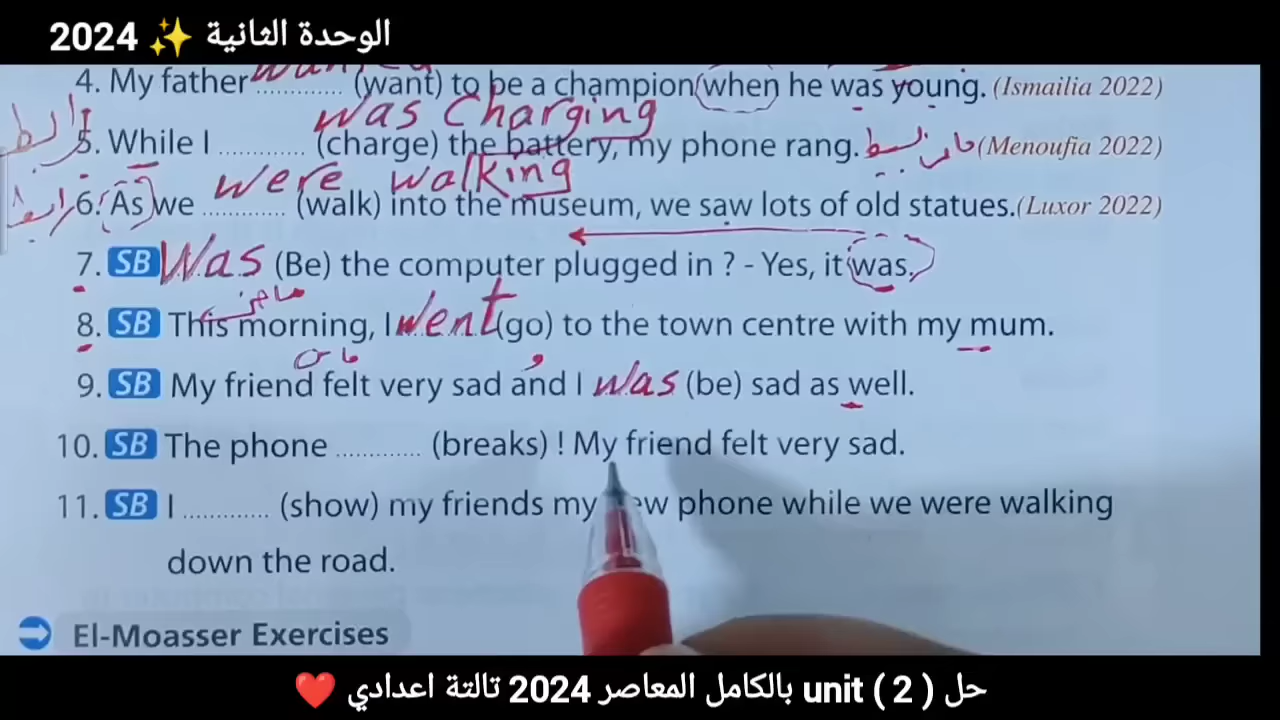 الوحدة الثانية ✨ 2024
4. My father wanted (want) to be a champion (when he was young. (Ismailia 2022)
was Charging
5. While I ............ (charge) the battery, my phone rang. (Menoufia 2022)
were walking
6. (As) we ............ (walk) into the museum, we saw lots of old statues. (Luxor 2022)
7. SB Was (Be) the computer plugged in ? - Yes, it was.
8. SB This morning, I went (go) to the town centre with my mum.
9. SB My friend felt very sad and I was (be) sad as well.
10. SB The phone ............ (breaks) ! My friend felt very sad.
11. SB I ............ (show) my friends my new phone while we were walking
down the road.
El-Moasser Exercises
حل unit ( 2 ) بالكامل المعاصر 2024 تالتة اعدادي ❤️